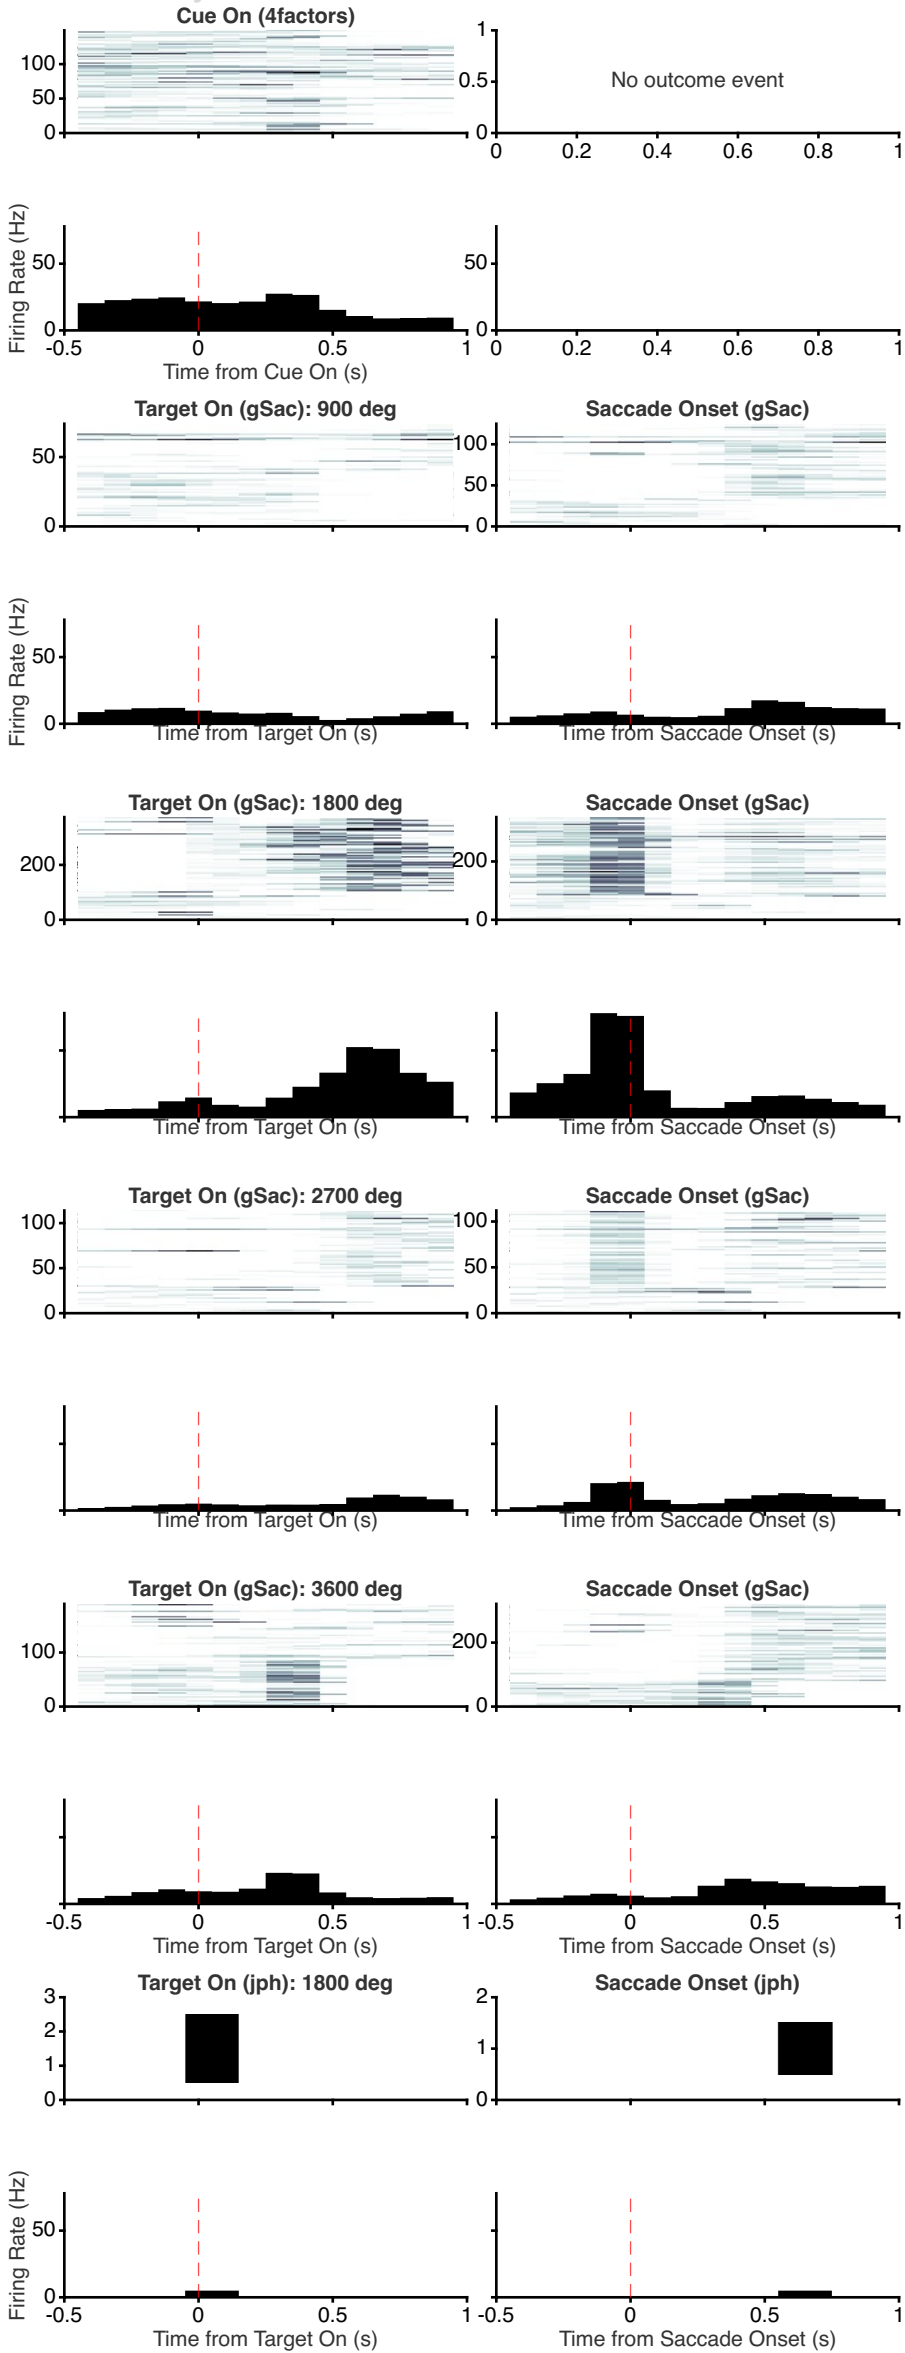 Cue On (4factors)
100
50
0
1
0.5
0
No outcome event
0 0.2 0.4 0.6 0.8 1
Firing Rate (Hz)
50
0
-0.5 0 0.5 1
Time from Cue On (s)
50
0
0 0.2 0.4 0.6 0.8 1
Target On (gSac): 900 deg
50
0
Saccade Onset (gSac)
100
50
0
Firing Rate (Hz)
50
0
Time from Target On (s)
Time from Saccade Onset (s)
Target On (gSac): 1800 deg
200
0
Saccade Onset (gSac)
200
0
Time from Target On (s)
Time from Saccade Onset (s)
Target On (gSac): 2700 deg
100
50
0
Saccade Onset (gSac)
100
50
0
Time from Target On (s)
Time from Saccade Onset (s)
Target On (gSac): 3600 deg
100
0
Saccade Onset (gSac)
200
0
-0.5 0 0.5 1
Time from Target On (s)
-0.5 0 0.5 1
Time from Saccade Onset (s)
Target On (jph): 1800 deg
3
2
1
0
Saccade Onset (jph)
2
1
0
Firing Rate (Hz)
50
0
-0.5 0 0.5 1
Time from Target On (s)
-0.5 0 0.5 1
Time from Saccade Onset (s)